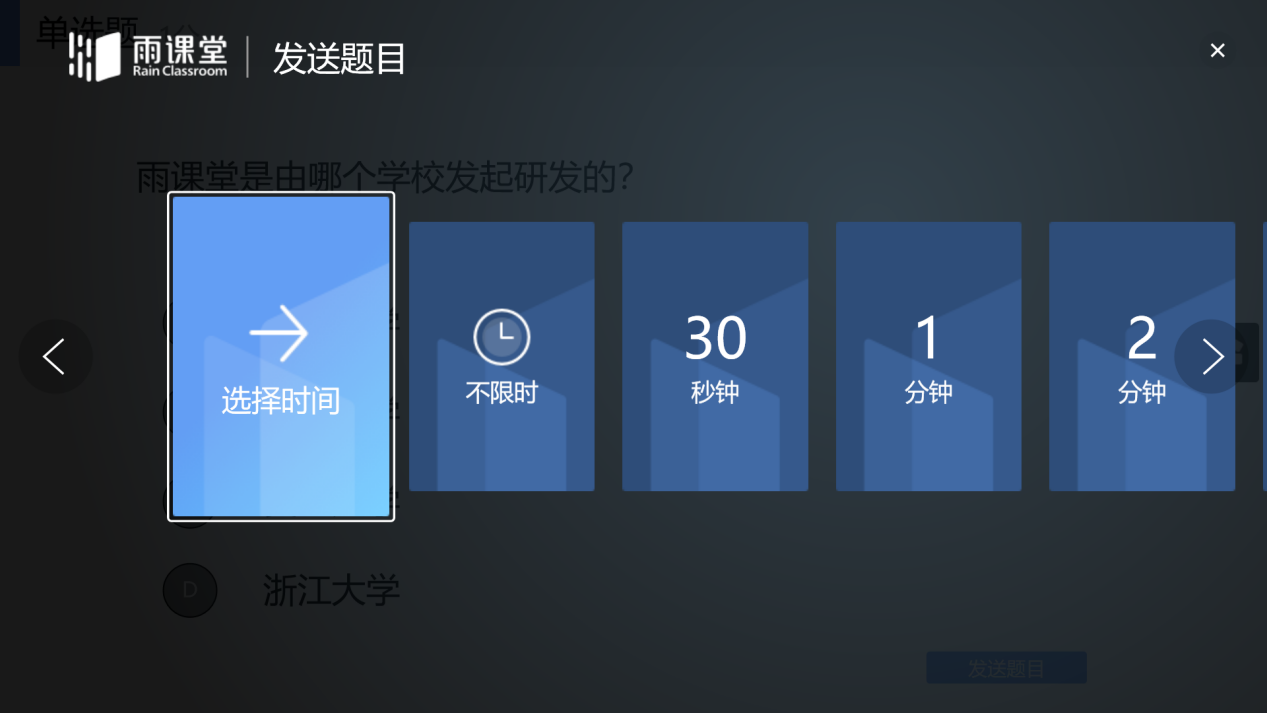 单选题
雨课堂
Rain Classroom
发送题目
雨课堂是由哪个学校发起研发的？
选择时间
不限时
30
秒钟
1
分钟
2
分钟
D
浙江大学
发送题目